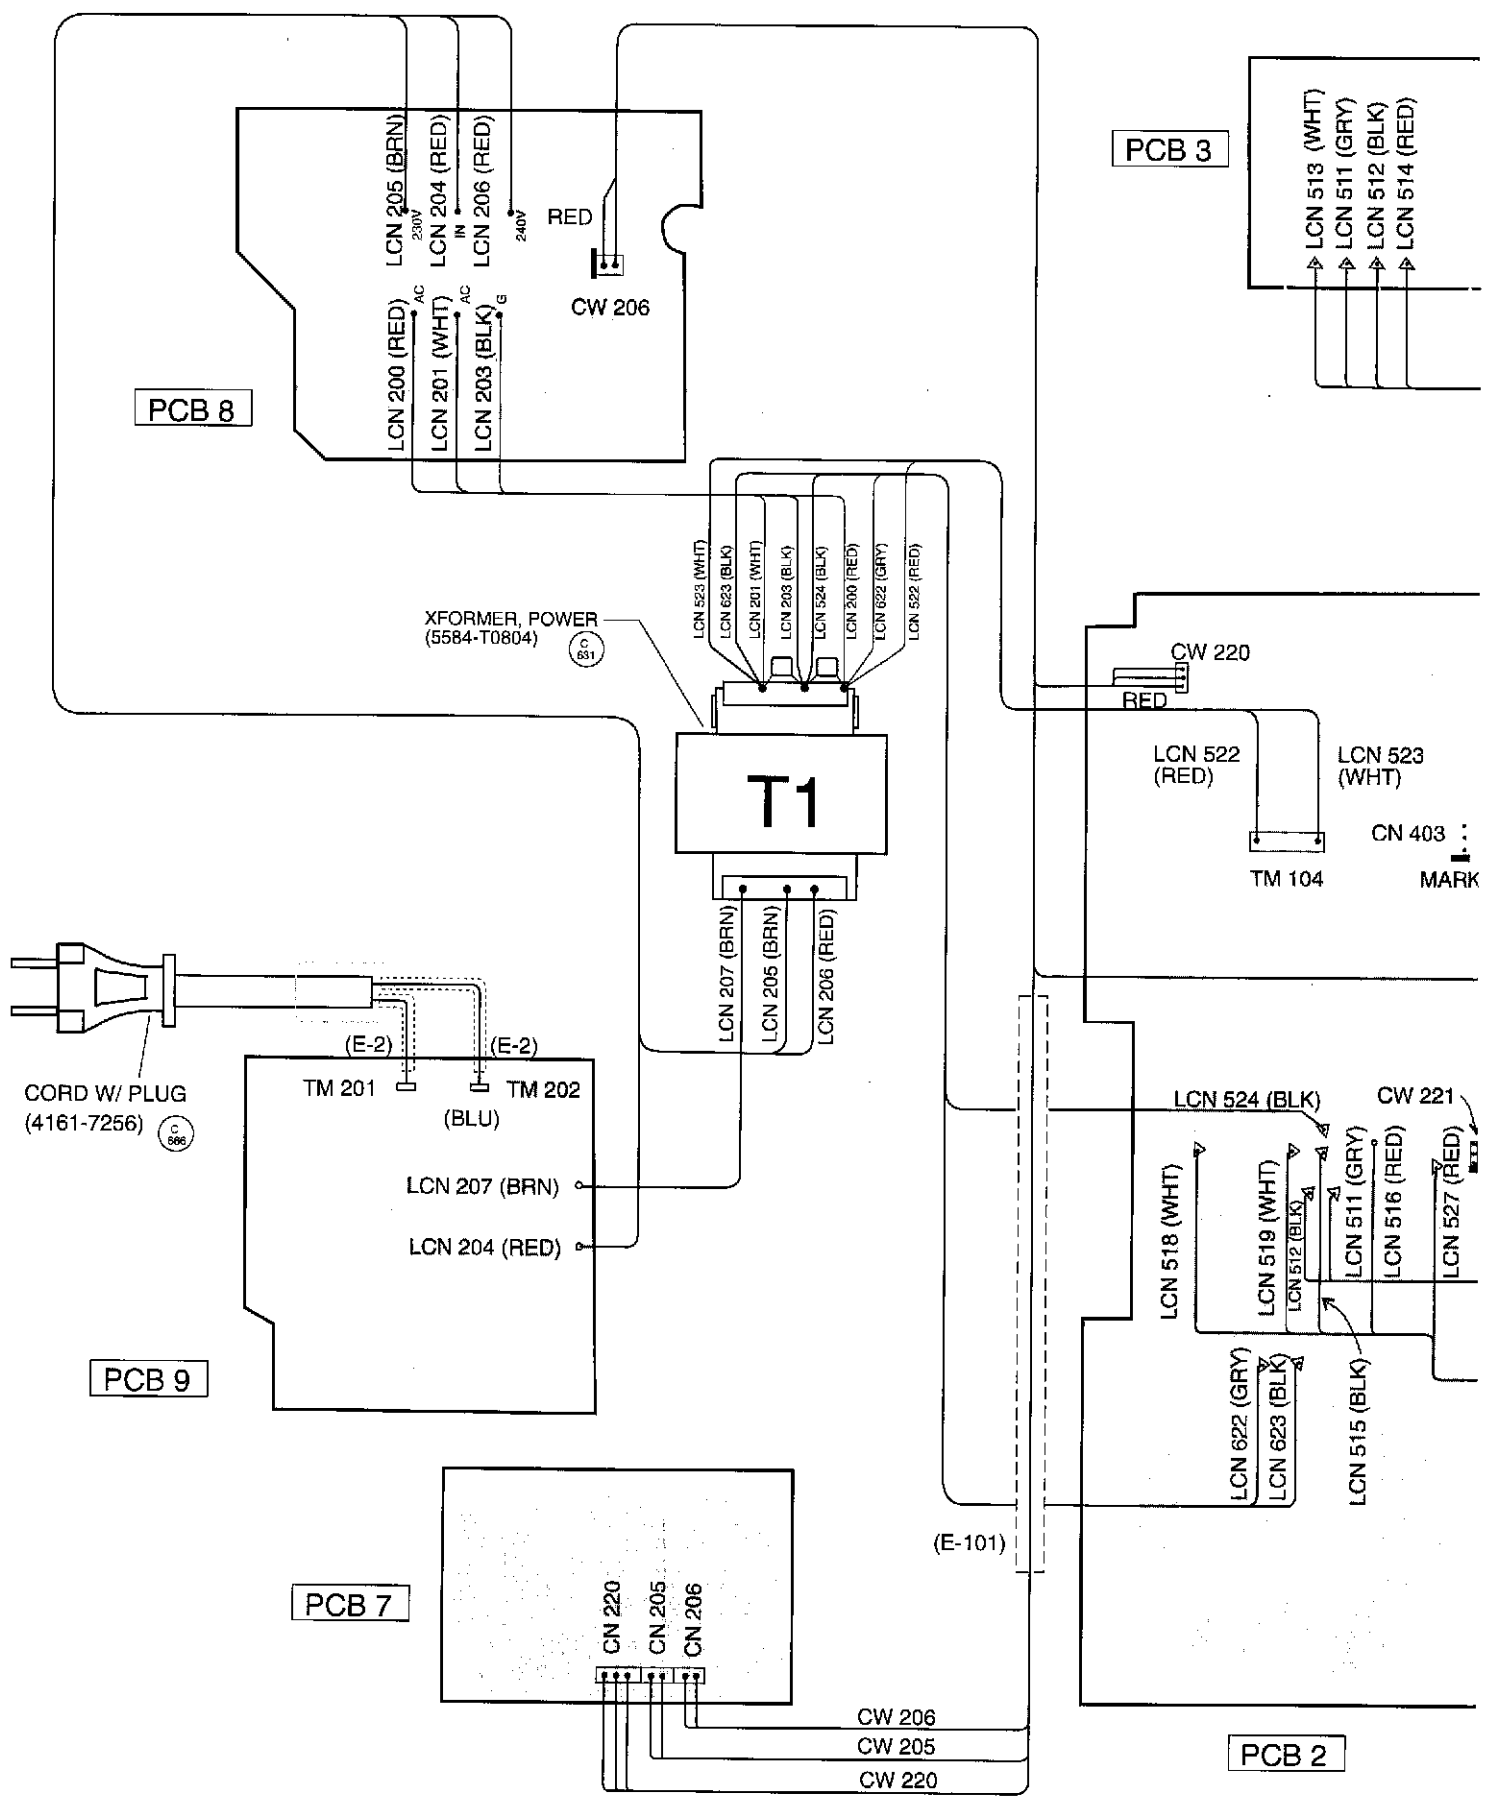 LCN 205 (BRN)
230V
LCN 204 (RED)
IN
LCN 206 (RED)
240V
RED
CW 206
LCN 200 (RED)
AC
LCN 201 (WHT)
AC
LCN 203 (BLK)
G
PCB 8
PCB 3
LCN 513 (WHT)
LCN 511 (GRY)
LCN 512 (BLK)
LCN 514 (RED)
LCN 523 (WHT)
LCN 623 (BLK)
LCN 201 (WHT)
LCN 203 (BLK)
LCN 524 (BLK)
LCN 200 (RED)
LCN 622 (GRY)
LCN 522 (RED)
XFORMER, POWER
(5584-T0804)
C
631
T1
CW 220
RED
LCN 522
(RED)
LCN 523
(WHT)
CN 403
TM 104
MARK
LCN 207 (BRN)
LCN 205 (BRN)
LCN 206 (RED)
CORD W/ PLUG
(4161-7256)
C
666
(E-2)
(E-2)
TM 201
TM 202
(BLU)
LCN 207 (BRN)
LCN 204 (RED)
PCB 9
LCN 524 (BLK)
CW 221
LCN 518 (WHT)
LCN 519 (WHT)
LCN 512 (BLK)
LCN 511 (GRY)
LCN 516 (RED)
LCN 527 (RED)
LCN 622 (GRY)
LCN 623 (BLK)
LCN 515 (BLK)
(E-101)
PCB 7
CN 220
CN 205
CN 206
CW 206
CW 205
CW 220
PCB 2